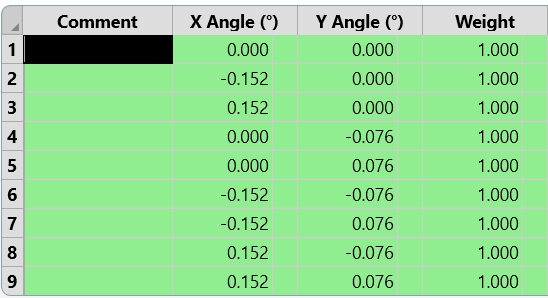 Comment X Angle (°) Y Angle (°) Weight
1 0.000 0.000 1.000
2 -0.152 0.000 1.000
3 0.152 0.000 1.000
4 0.000 -0.076 1.000
5 0.000 0.076 1.000
6 -0.152 -0.076 1.000
7 -0.152 0.076 1.000
8 0.152 -0.076 1.000
9 0.152 0.076 1.000